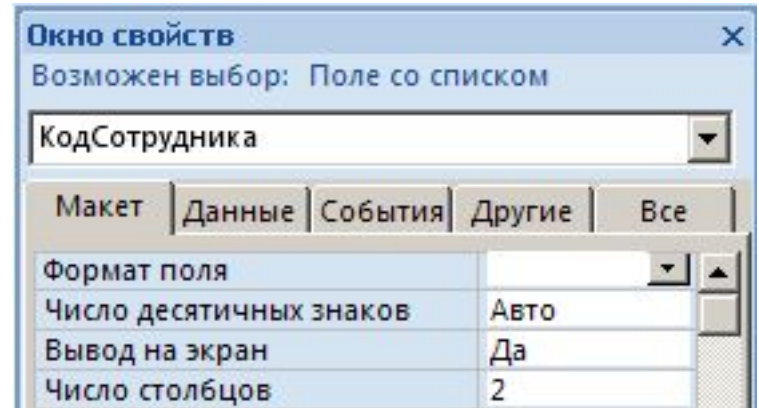 Окно свойств
Возможен выбор: Поле со списком
КодСотрудника
Макет Данные События Другие Все
Формат поля
Число десятичных знаков Авто
Вывод на экран Да
Число столбцов 2